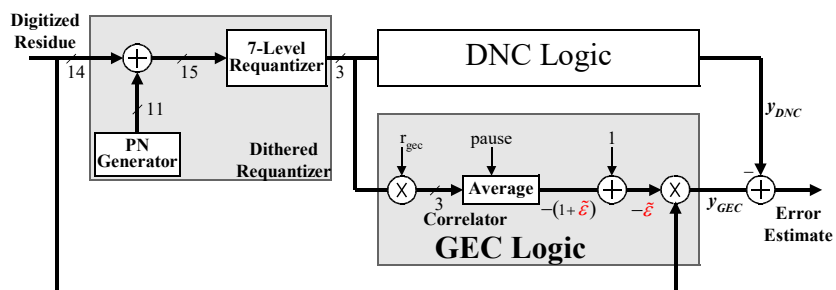 Digitized
Residue
14
15
11
PN
Generator
7-Level
Requantizer
3
Dithered
Requantizer
DNC Logic
y_DNC
r_gec
pause
1
×
3
Average
Correlator
−(1+ε̃)
−ε̃
×
GEC Logic
y_GEC
−
Error
Estimate